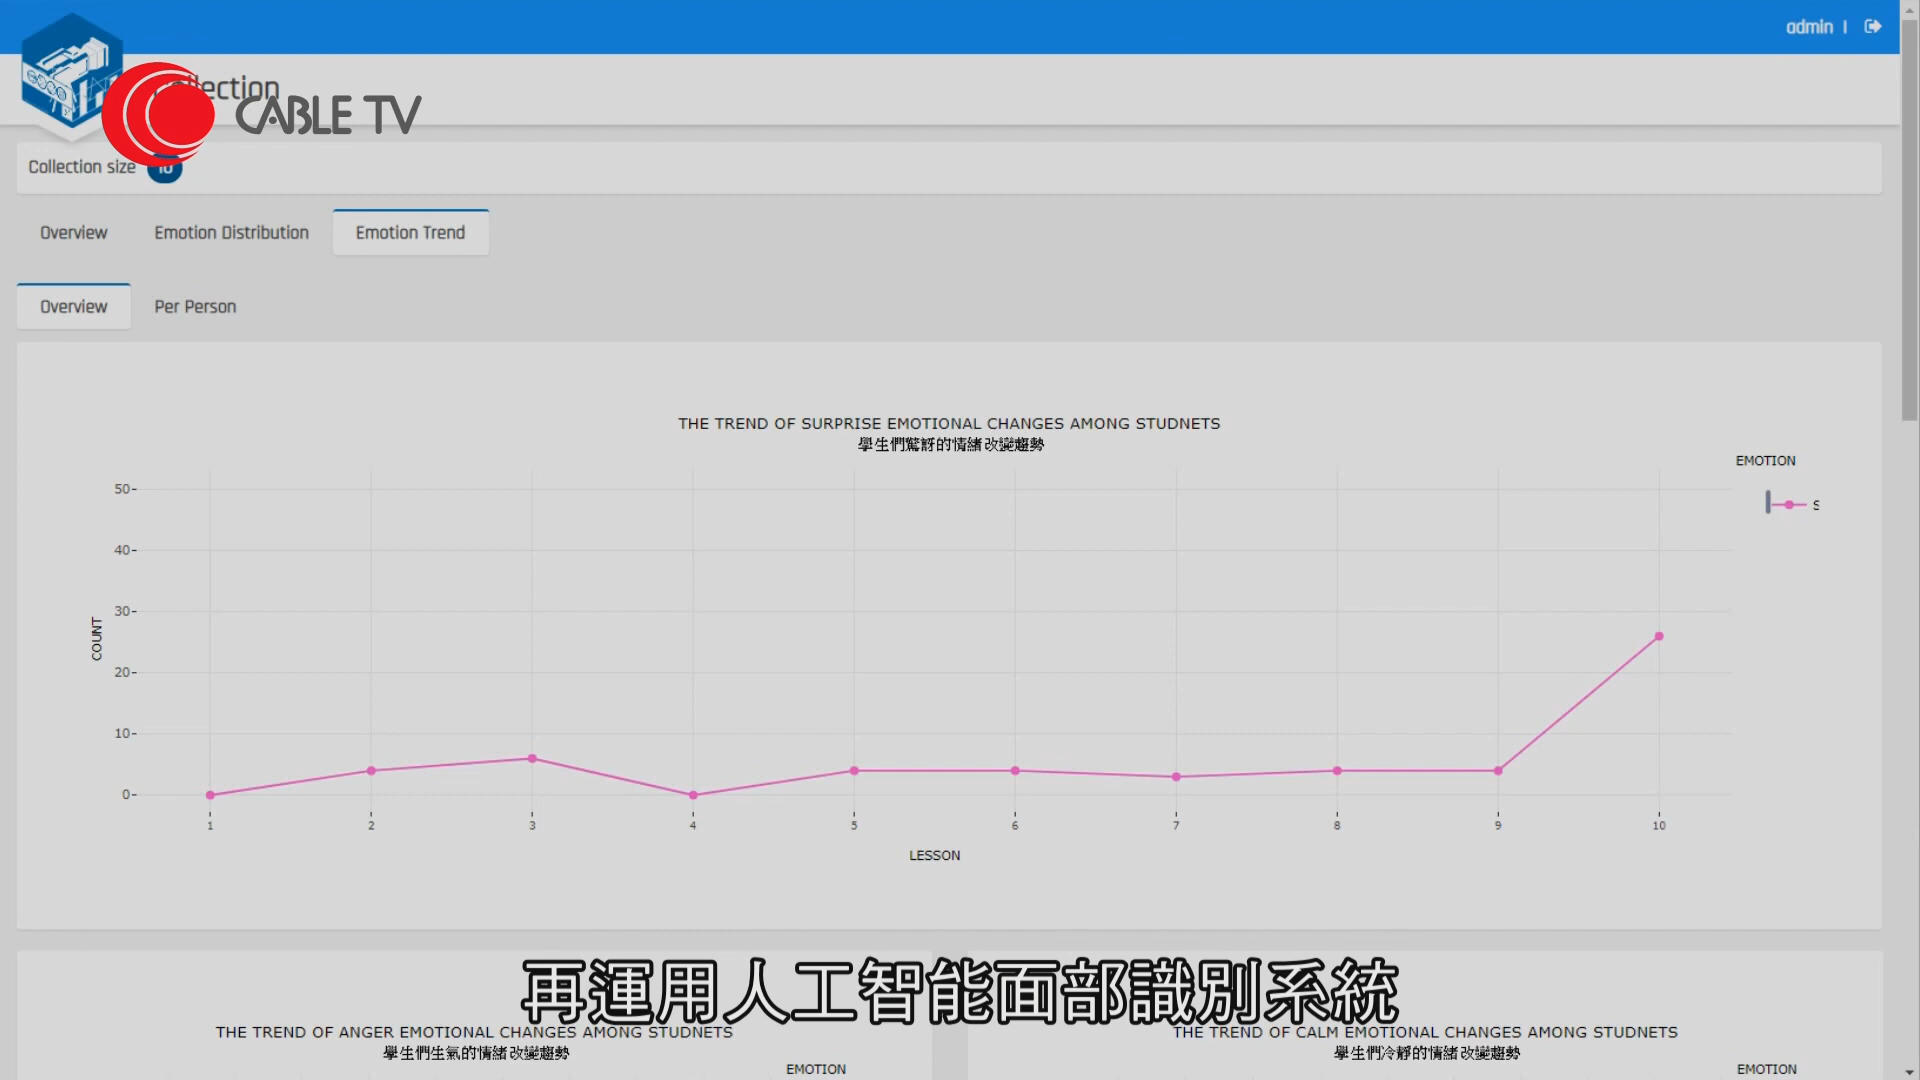 admin
Collection
CABLE TV
Collection size 10
Overview Emotion Distribution Emotion Trend
Overview Per Person
THE TREND OF SURPRISE EMOTIONAL CHANGES AMONG STUDNETS
學生們驚訝的情緒改變趨勢
EMOTION
S
50
40
30
20
10
0
COUNT
1 2 3 4 5 6 7 8 9 10
LESSON
再運用人工智能面部識別系統
THE TREND OF ANGER EMOTIONAL CHANGES AMONG STUDNETS
學生們生氣的情緒改變趨勢
EMOTION
THE TREND OF CALM EMOTIONAL CHANGES AMONG STUDNETS
學生們冷靜的情緒改變趨勢
EMOTION